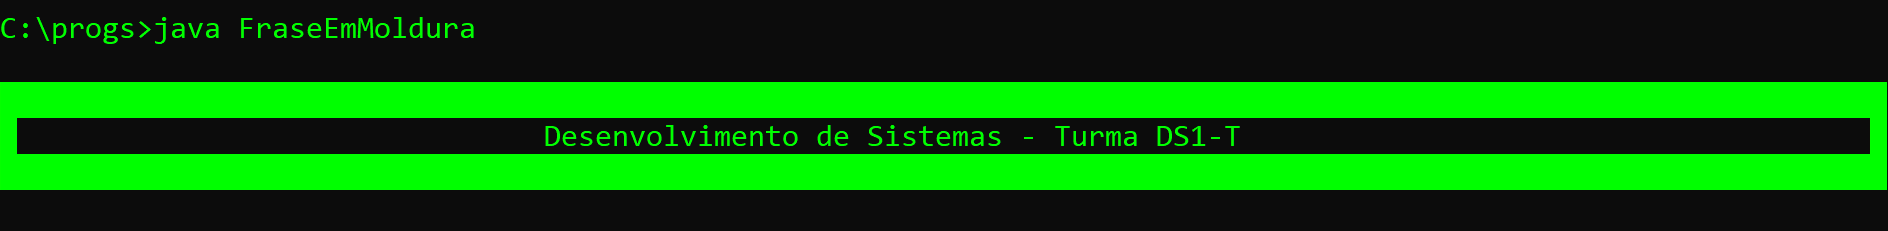 C:\progs>java FraseEmMoldura
Desenvolvimento de Sistemas - Turma DS1-T